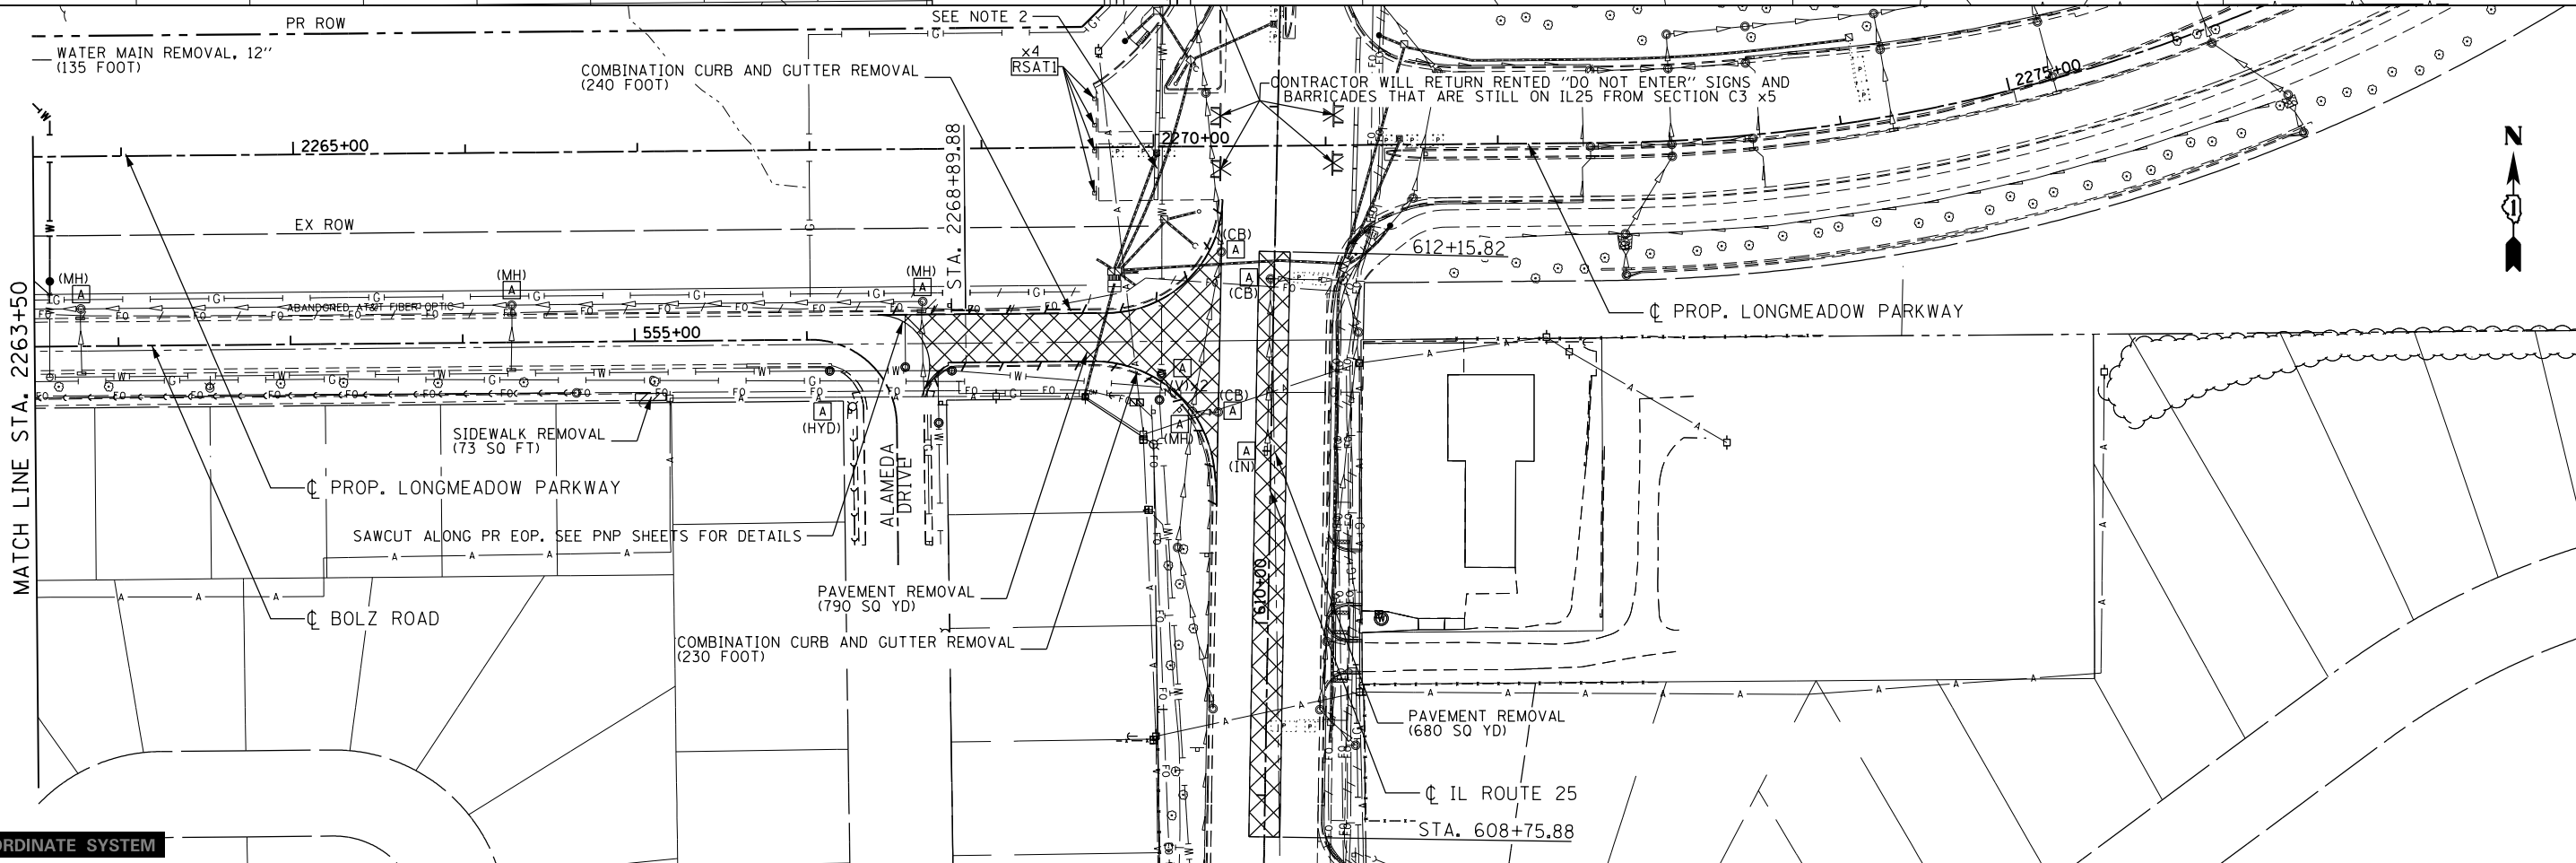 PR ROW
SEE NOTE 2
WATER MAIN REMOVAL, 12"
(135 FOOT)
COMBINATION CURB AND GUTTER REMOVAL
(240 FOOT)
x4
RSAT1
CONTRACTOR WILL RETURN RENTED "DO NOT ENTER" SIGNS AND
BARRICADES THAT ARE STILL ON IL25 FROM SECTION C3 x5
2275+00
2265+00
2270+00
STA. 2268+89.88
N
EX ROW
(CB)
A
612+15.82
A
(CB)
(MH)
A
(MH)
A
(MH)
A
ABANDONED AT&T FIBER OPTIC
555+00
℄ PROP. LONGMEADOW PARKWAY
MATCH LINE STA. 2263+50
A
(V)x2
(CB)
A
A
(HYD)
A
(MH)
A
(IN)
SIDEWALK REMOVAL
(73 SQ FT)
℄ PROP. LONGMEADOW PARKWAY
ALAMEDA
DRIVE
SAWCUT ALONG PR EOP. SEE PNP SHEETS FOR DETAILS
PAVEMENT REMOVAL
(790 SQ YD)
610+00
℄ BOLZ ROAD
COMBINATION CURB AND GUTTER REMOVAL
(230 FOOT)
PAVEMENT REMOVAL
(680 SQ YD)
℄ IL ROUTE 25
STA. 608+75.88
ORDINATE SYSTEM